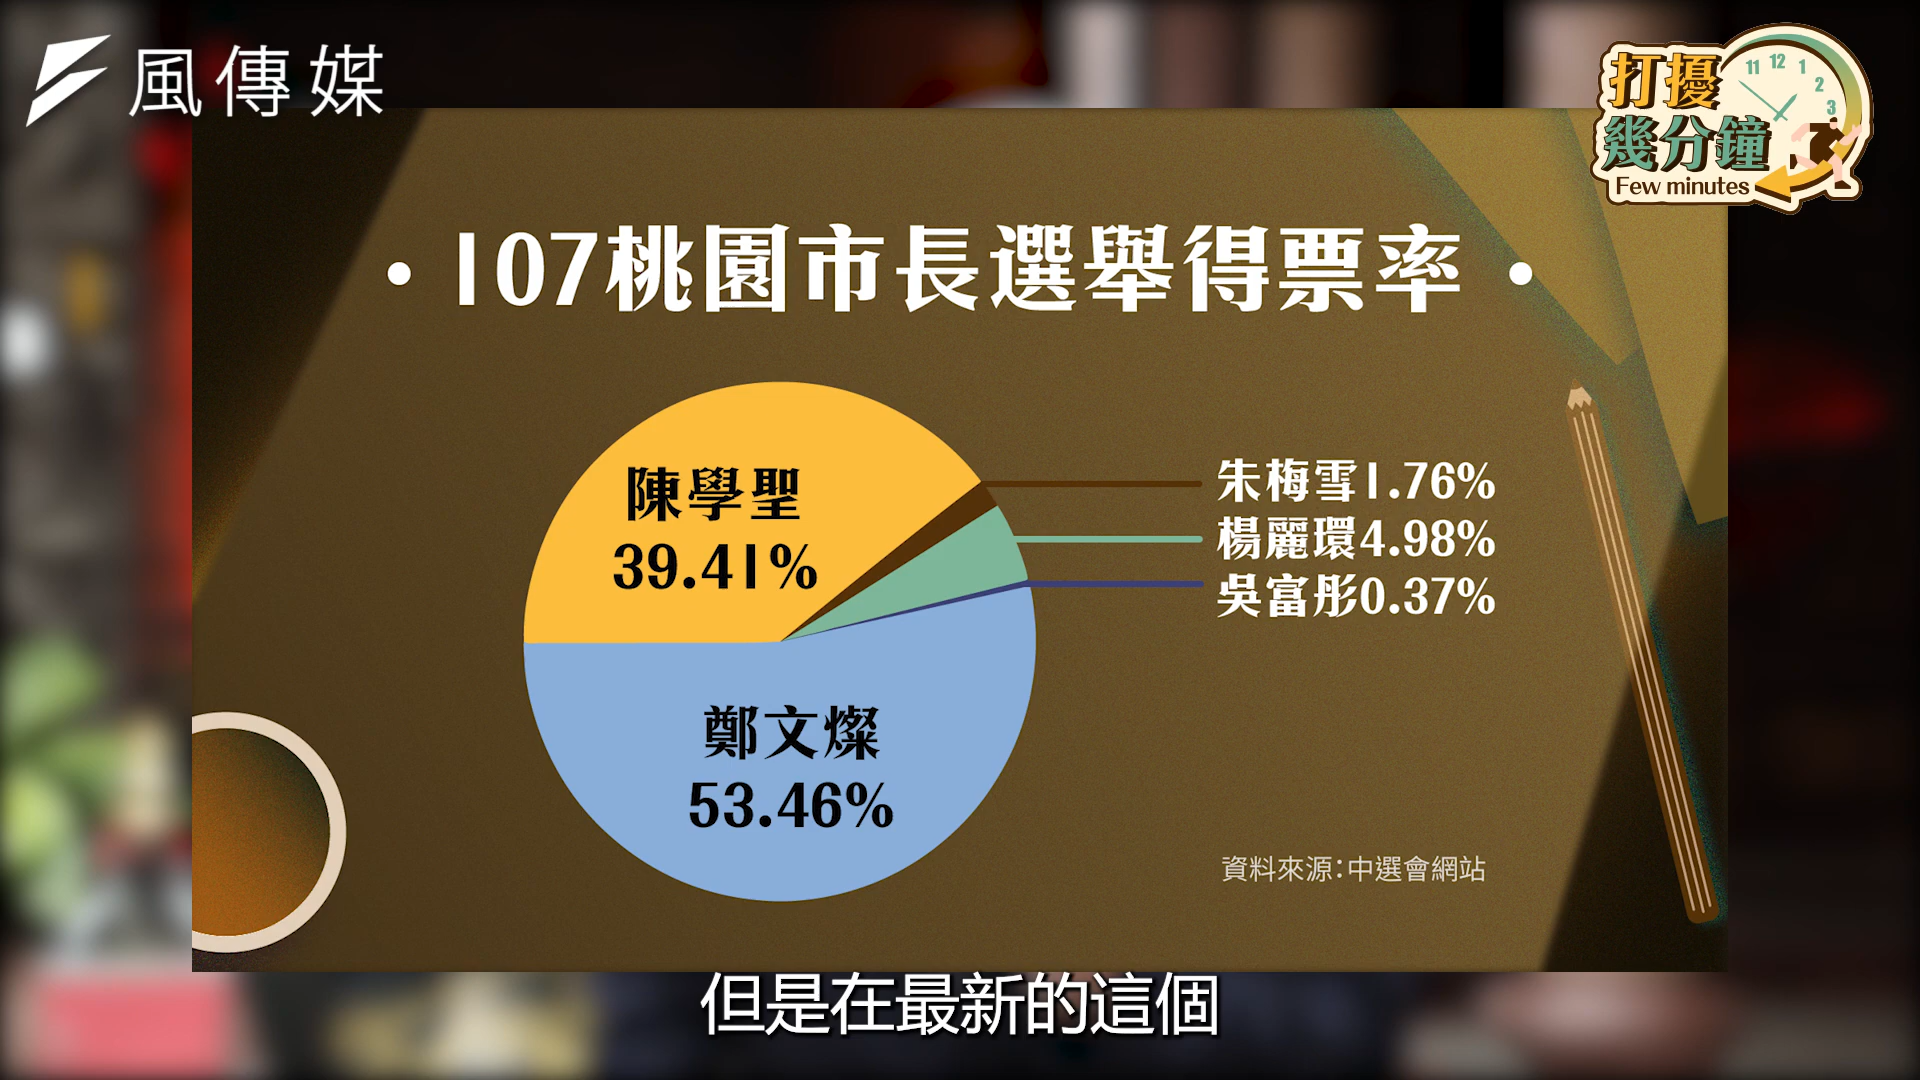 風傳媒
打擾
幾分鐘
Few minutes
11 12 1 2 3
• 107桃園市長選舉得票率 •
陳學聖
39.41%
朱梅雪1.76%
楊麗環4.98%
吳富彤0.37%
鄭文燦
53.46%
資料來源：中選會網站
但是在最新的這個